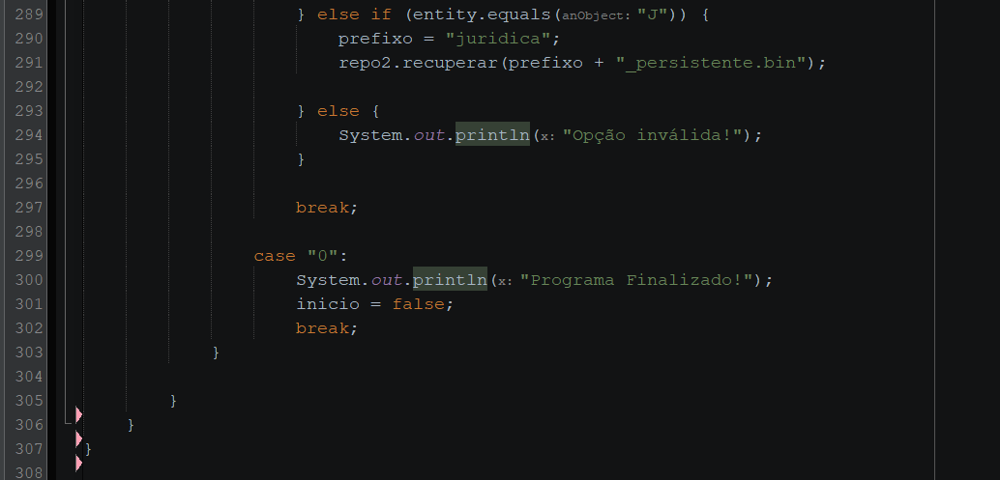 289 } else if (entity.equals(anObject: "J")) {
290 prefixo = "juridica";
291 repo2.recuperar(prefixo + "_persistente.bin");
292
293 } else {
294 System.out.println(x: "Opção inválida!");
295 }
296
297 break;
298
299 case "0":
300 System.out.println(x: "Programa Finalizado!");
301 inicio = false;
302 break;
303 }
304
305 }
306 }
307 }
308